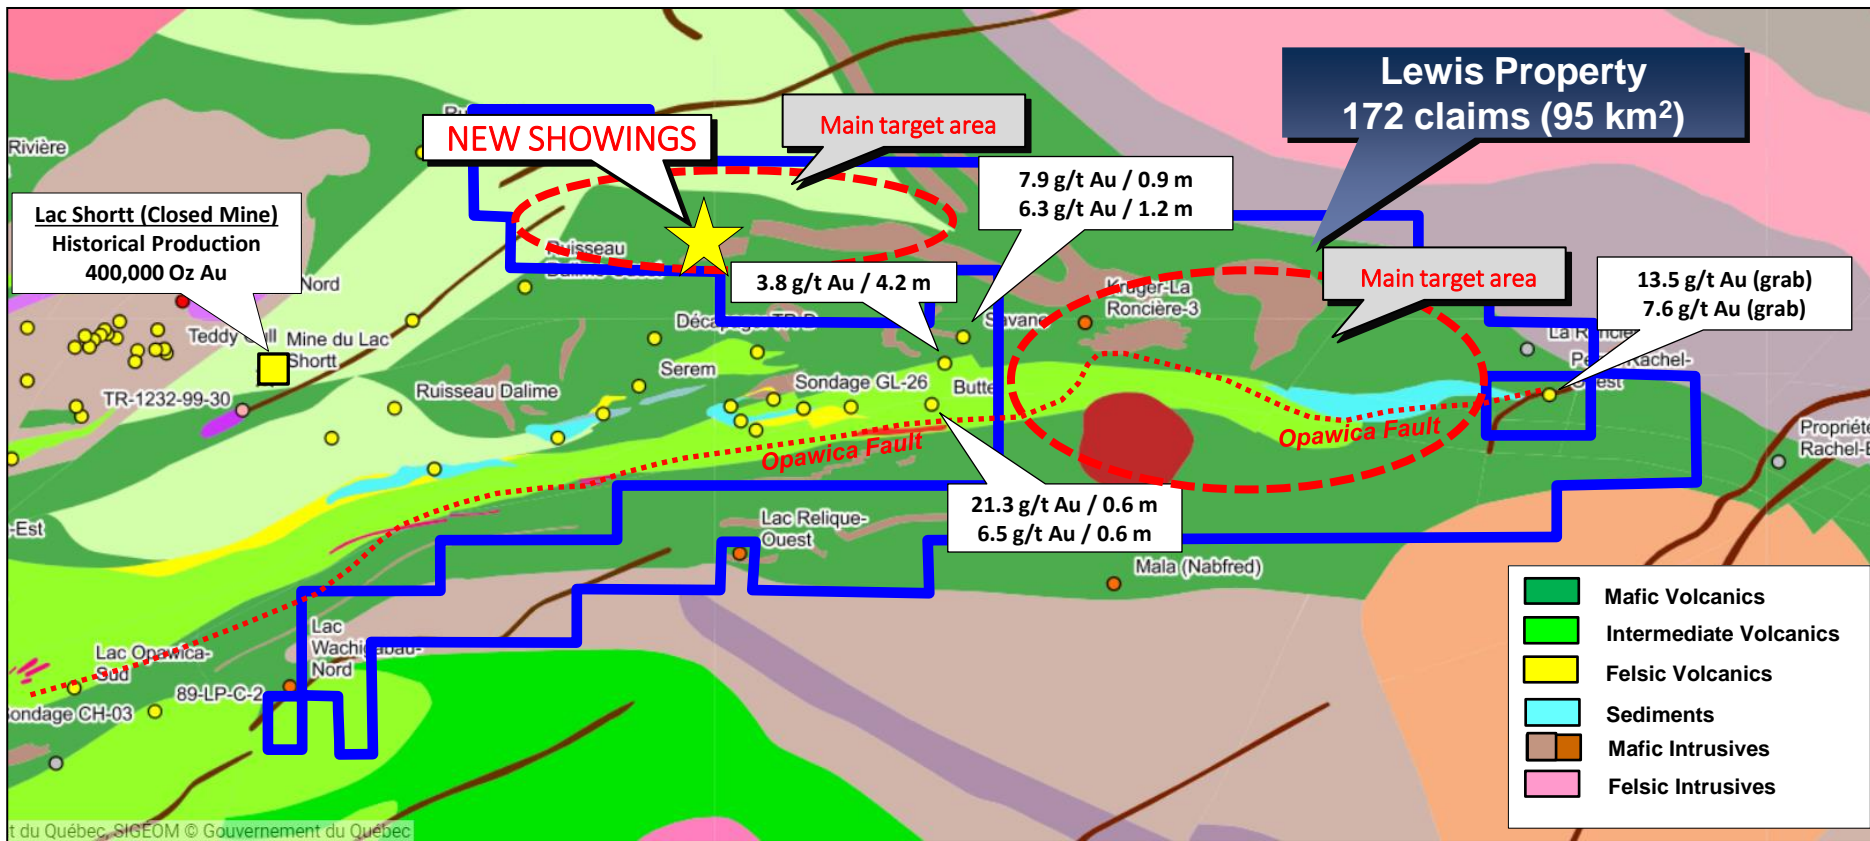 Lewis Property
172 claims (95 km²)
NEW SHOWINGS
Main target area
Rivière
7.9 g/t Au / 0.9 m
6.3 g/t Au / 1.2 m
Lac Shortt (Closed Mine)
Historical Production
400,000 Oz Au
Ruisseau
3.8 g/t Au / 4.2 m
Main target area
13.5 g/t Au (grab)
7.6 g/t Au (grab)
Nord
Kruger-La
Roncière-3
Savane
Teddy
Mine du Lac
Shortt
Serem
TR-1232-99-30
Ruisseau Dalime
Sondage GL-26
Opawica Fault
Opawica Fault
Propriété
21.3 g/t Au / 0.6 m
6.5 g/t Au / 0.6 m
Lac Relique-
Ouest
-Est
Mala (Nabfred)
Lac Opawica-
Sud
Lac
Wachigabau-
Nord
89-LP-C-2
Sondage CH-03
Mafic Volcanics
Intermediate Volcanics
Felsic Volcanics
Sediments
Mafic Intrusives
Felsic Intrusives
t du Québec, SIGEOM © Gouvernement du Québec